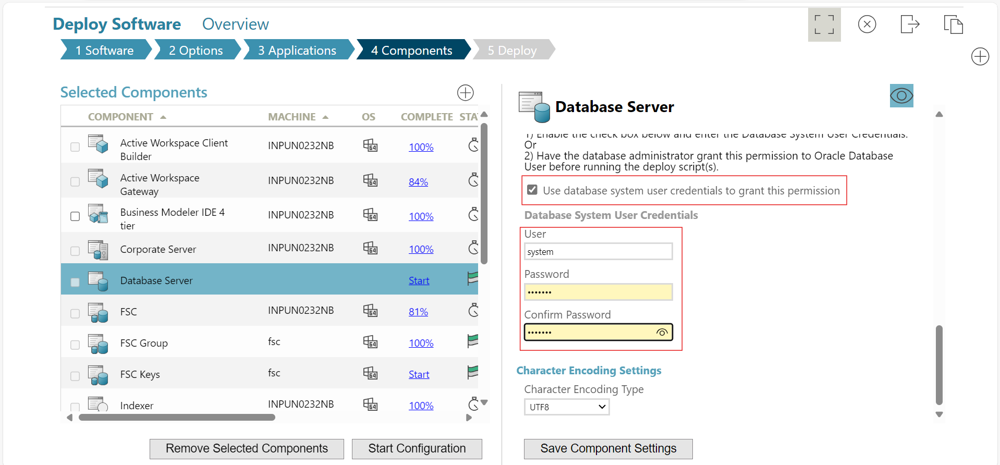 Deploy Software Overview
1 Software 2 Options 3 Applications 4 Components 5 Deploy
Selected Components
COMPONENT MACHINE OS COMPLETE STAT
Active Workspace Client
Builder
INPUN0232NB 64 100%
Active Workspace
Gateway
INPUN0232NB 64 84%
Business Modeler IDE 4
tier
INPUN0232NB 64 100%
Corporate Server INPUN0232NB 64 100%
Database Server Start
FSC INPUN0232NB 64 81%
FSC Group fsc 64 100%
FSC Keys fsc 64 Start
Indexer INPUN0232NB 64 100%
Remove Selected Components Start Configuration
Database Server
1) Enable the check box below and enter the Database System User Credentials.
Or
2) Have the database administrator grant this permission to Oracle Database
User before running the deploy script(s).
Use database system user credentials to grant this permission
Database System User Credentials
User
system
Password
•••••••
Confirm Password
•••••••
Character Encoding Settings
Character Encoding Type
UTF8
Save Component Settings